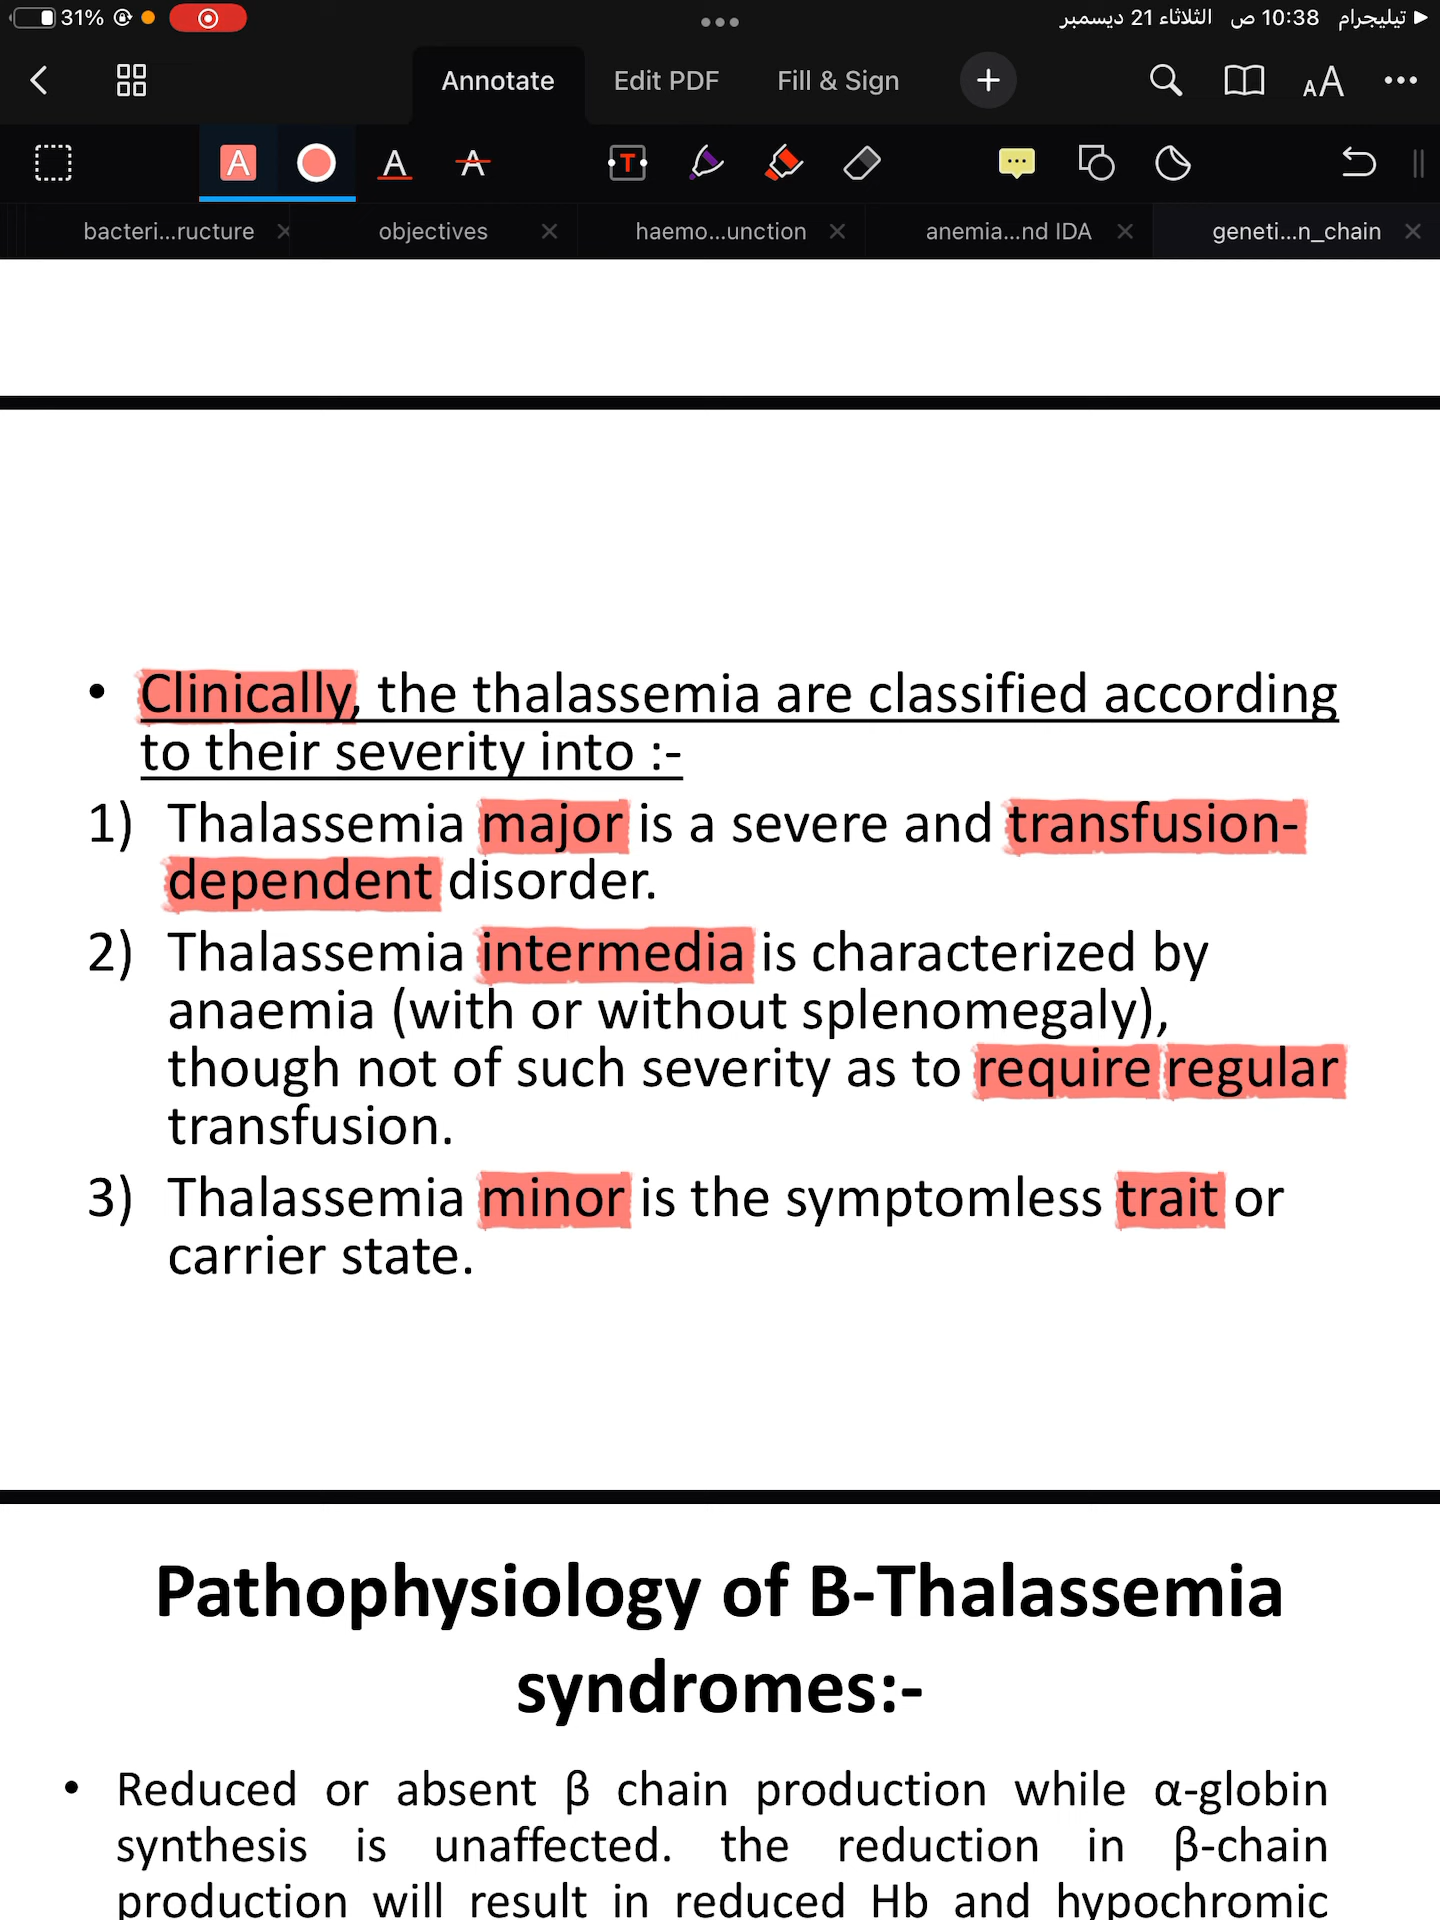 31%
تيليجرام 10:38 ص الثلاثاء 21 ديسمبر
Annotate Edit PDF Fill & Sign
AA
A A A T
bacteri...ructure objectives haemo...unction anemia...nd IDA geneti...n_chain
• Clinically, the thalassemia are classified according
to their severity into :-
1) Thalassemia major is a severe and transfusion-
dependent disorder.
2) Thalassemia intermedia is characterized by
anaemia (with or without splenomegaly),
though not of such severity as to require regular
transfusion.
3) Thalassemia minor is the symptomless trait or
carrier state.
Pathophysiology of B-Thalassemia
syndromes:-
• Reduced or absent β chain production while α-globin
synthesis is unaffected. the reduction in β-chain
production will result in reduced Hb and hypochromic